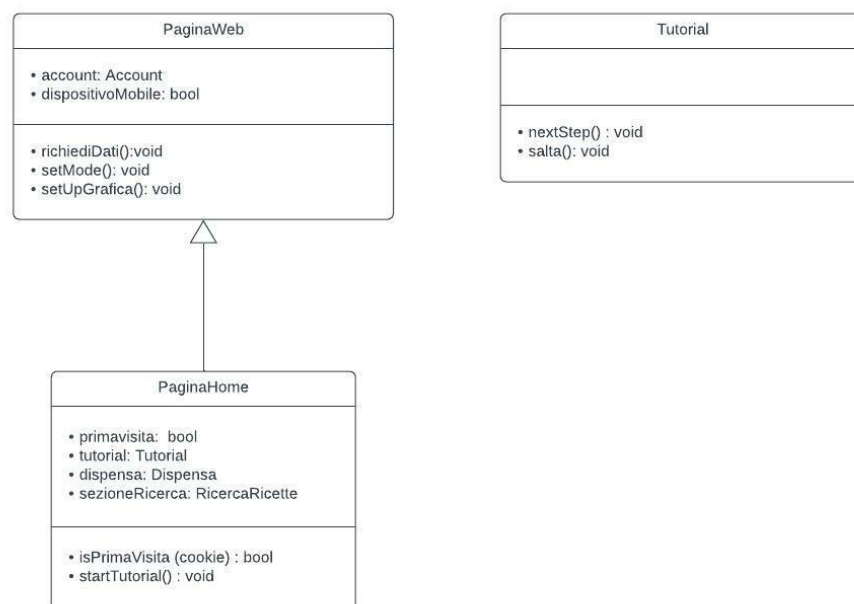 PaginaWeb
• account: Account
• dispositivoMobile: bool
• richiediDati():void
• setMode(): void
• setUpGrafica(): void
Tutorial
• nextStep() : void
• salta(): void
PaginaHome
• primavisita: bool
• tutorial: Tutorial
• dispensa: Dispensa
• sezioneRicerca: RicercaRicette
• isPrimaVisita (cookie) : bool
• startTutorial() : void